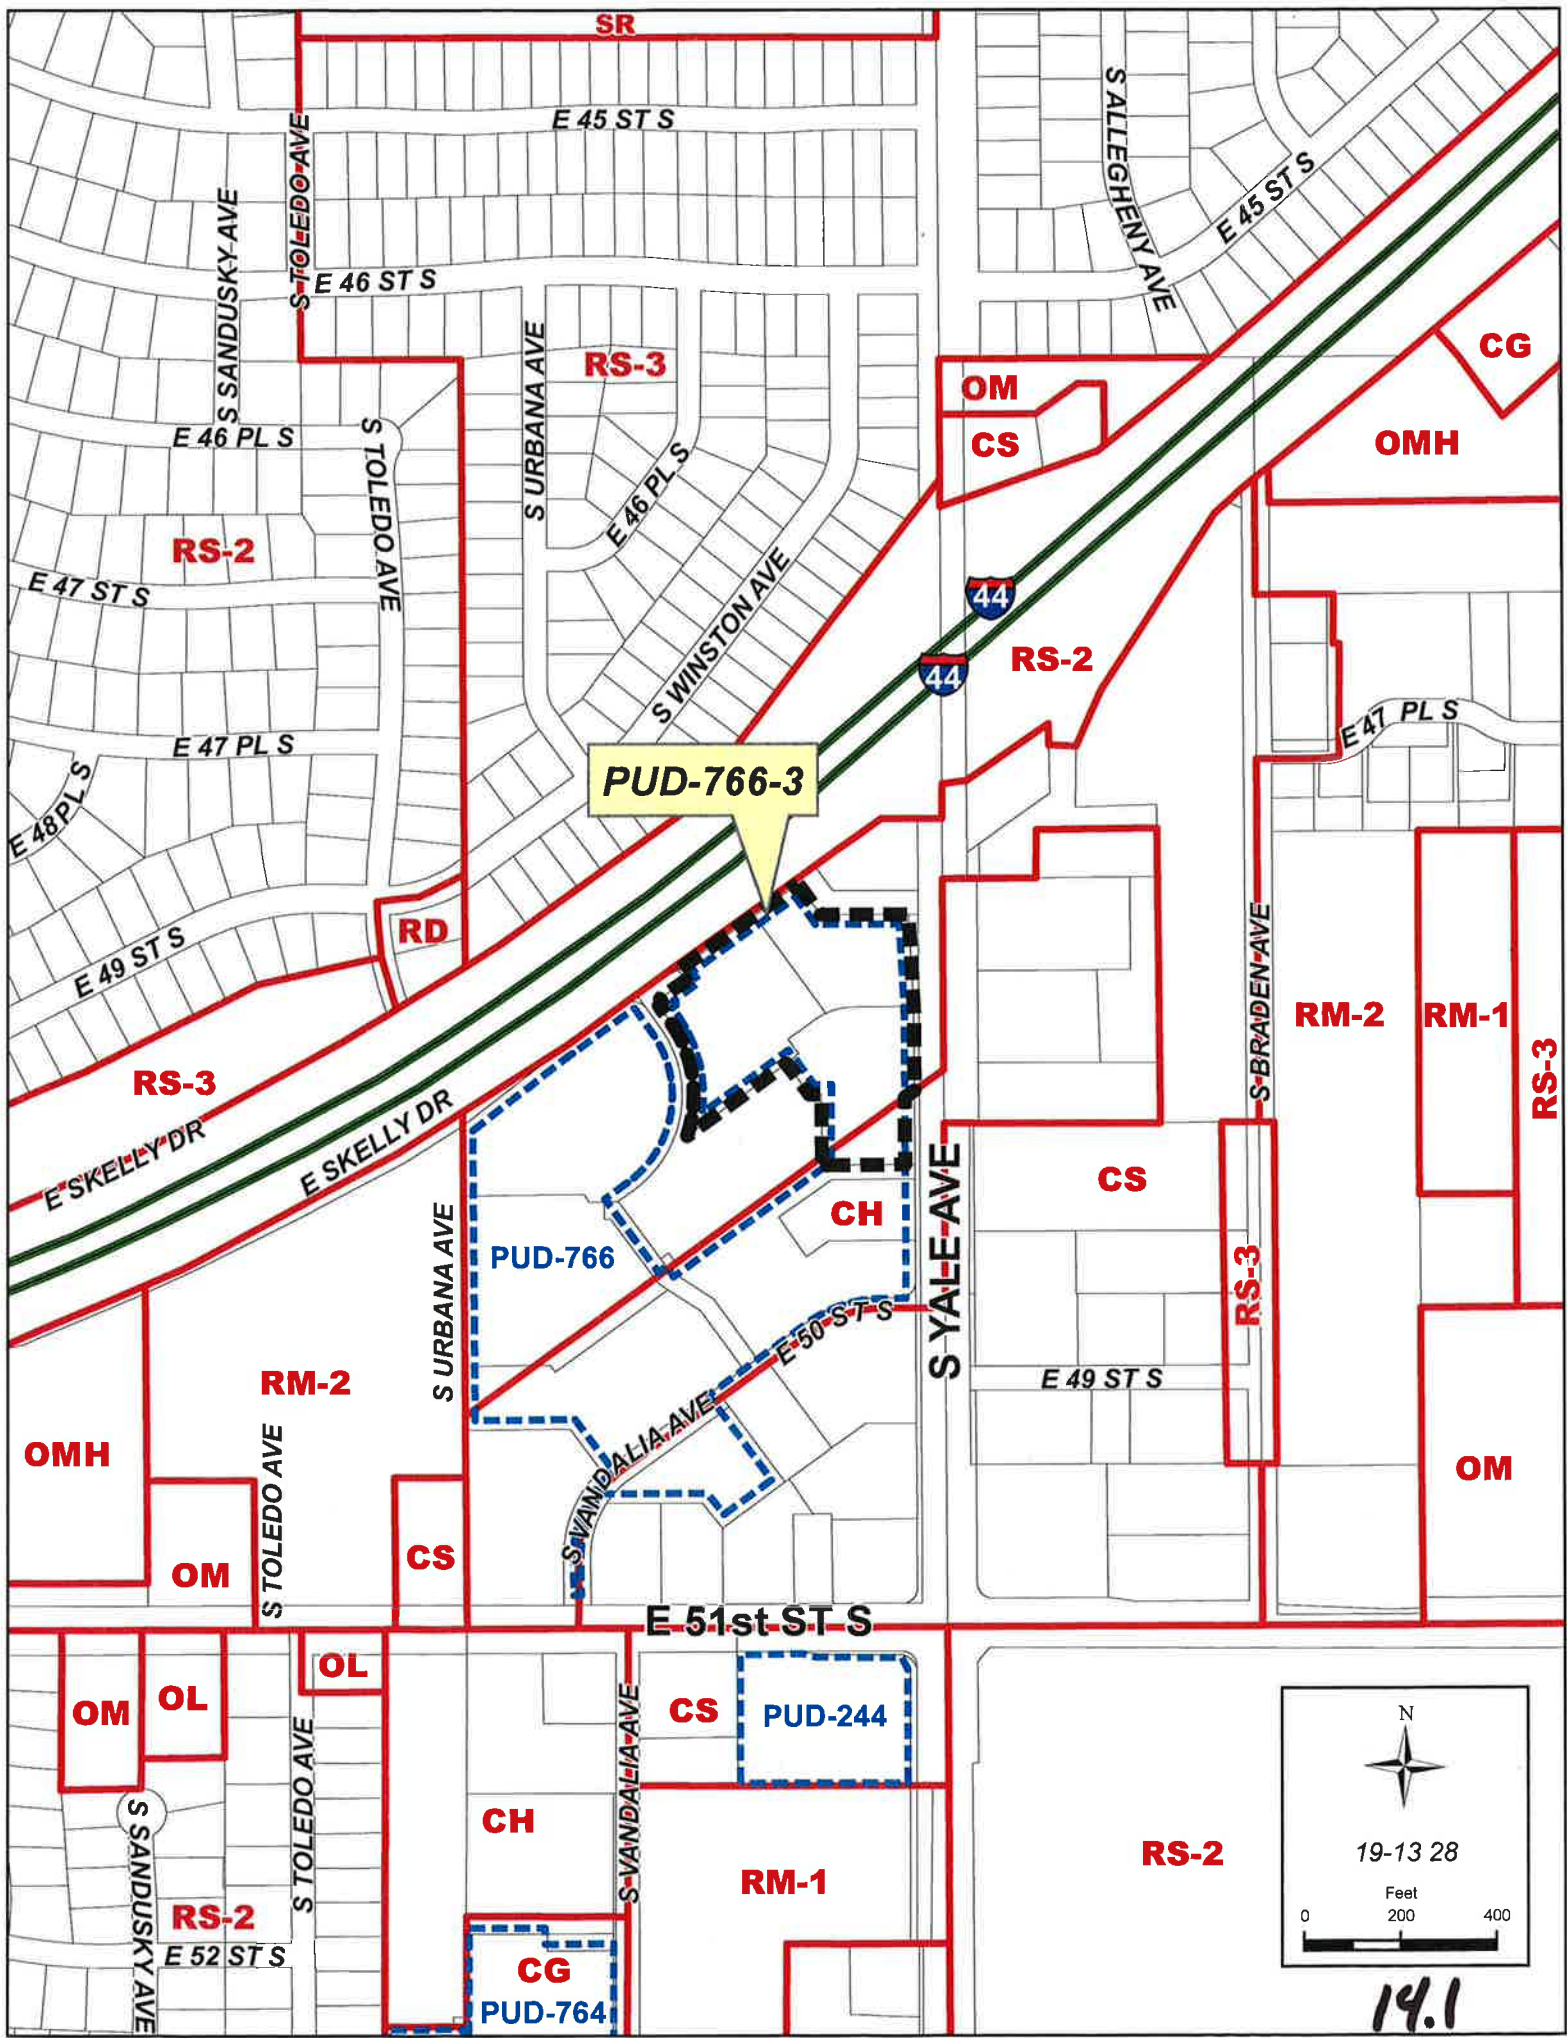 SR
E 45 ST S
S TOLEDO AVE
S SANDUSKY AVE
S ALLEGHENY AVE
E 45 ST S
E 46 ST S
S URBANA AVE
RS-3
OM
CS
CG
OMH
E 46 PL S
S TOLEDO AVE
E 46 PL S
RS-2
E 47 ST S
S WINSTON AVE
44
44
RS-2
E 47 PL S
E 47 PL S
E 48 PL S
PUD-766-3
RD
E 49 ST S
S BRADEN AVE
RM-2
RM-1
RS-3
RS-3
E SKELLY DR
E SKELLY DR
S YALE AVE
CS
CH
S URBANA AVE
PUD-766
RS-3
E 50 ST S
E 49 ST S
RM-2
S VANDALIA AVE
OMH
S TOLEDO AVE
OM
CS
OM
E 51st ST S
OM
OL
OL
S TOLEDO AVE
S VANDALIA AVE
CS
PUD-244
CH
S SANDUSKY AVE
RS-2
E 52 ST S
RM-1
RS-2
CG
PUD-764
N
19-13 28
Feet
0 200 400
14.1